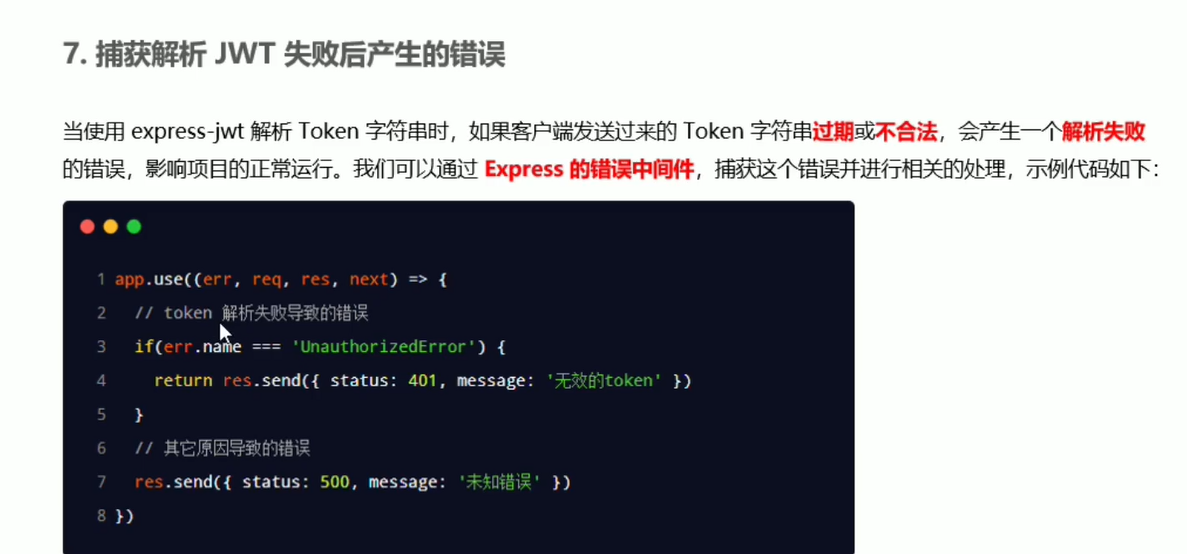 7. 捕获解析 JWT 失败后产生的错误
当使用 express-jwt 解析 Token 字符串时，如果客户端发送过来的 Token 字符串过期或不合法，会产生一个解析失败
的错误，影响项目的正常运行。我们可以通过 Express 的错误中间件，捕获这个错误并进行相关的处理，示例代码如下：
1 app.use((err, req, res, next) => {
2 // token 解析失败导致的错误
3 if(err.name === 'UnauthorizedError') {
4 return res.send({ status: 401, message: '无效的token' })
5 }
6 // 其它原因导致的错误
7 res.send({ status: 500, message: '未知错误' })
8 })